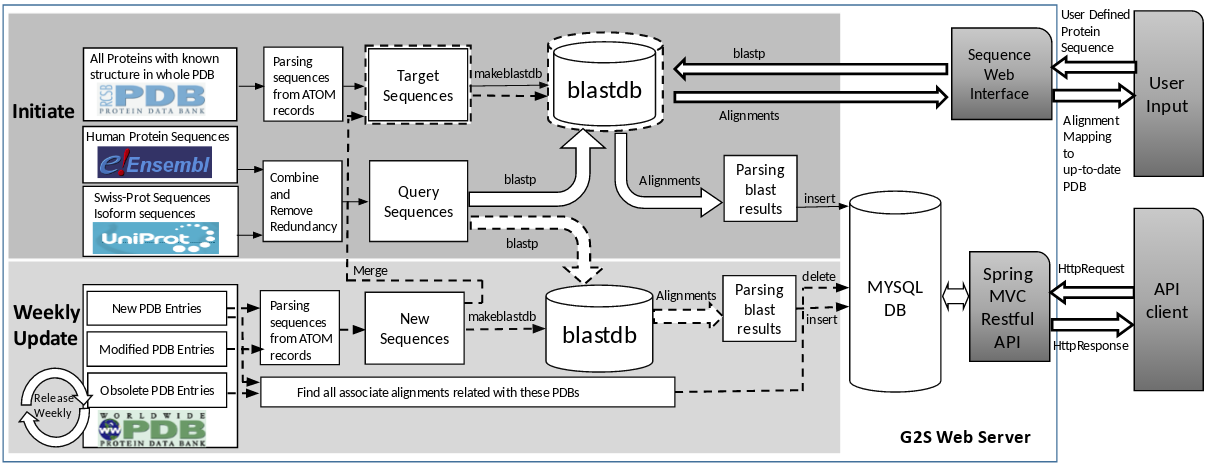 Initiate
All Proteins with known
structure in whole PDB
RCSB
PDB
PROTEIN DATA BANK
Human Protein Sequences
e!Ensembl
Swiss-Prot Sequences
Isoform sequences
UniProt
Parsing
sequences
from ATOM
records
Combine
and
Remove
Redundancy
Target
Sequences
Query
Sequences
makeblastdb
blastdb
blastp
blastp
Alignments
Parsing
blast
results
insert
blastp
Alignments
Sequence
Web
Interface
User Defined
Protein
Sequence
Alignment
Mapping
to
up-to-date
PDB
User
Input
Weekly
Update
New PDB Entries
Modified PDB Entries
Obsolete PDB Entries
Release
Weekly
WORLDWIDE
ww
PDB
PROTEIN DATA BANK
Parsing
sequences
from ATOM
records
Merge
New
Sequences
makeblastdb
blastdb
Alignments
Parsing
blast
results
delete
insert
Find all associate alignments related with these PDBs
MYSQL
DB
Spring
MVC
Restful
API
HttpRequest
HttpResponse
API
client
G2S Web Server